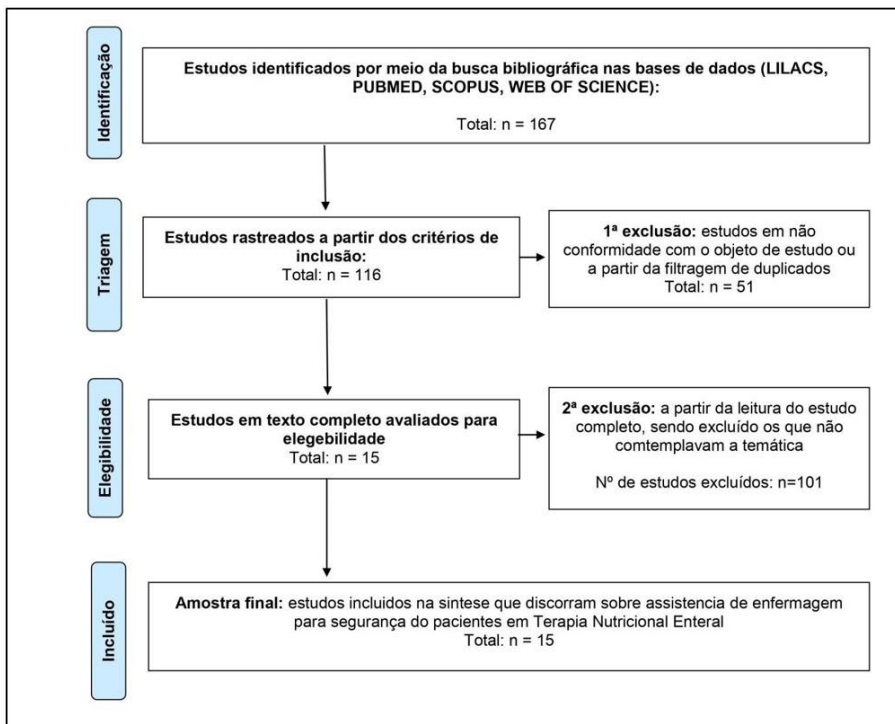 Identificação
Estudos identificados por meio da busca bibliográfica nas bases de dados (LILACS,
PUBMED, SCOPUS, WEB OF SCIENCE):
Total: n = 167
Triagem
Estudos rastreados a partir dos critérios de
inclusão:
Total: n = 116
1ª exclusão: estudos em não
conformidade com o objeto de estudo ou
a partir da filtragem de duplicados
Total: n = 51
Elegibilidade
Estudos em texto completo avaliados para
elegebilidade
Total: n = 15
2ª exclusão: a partir da leitura do estudo
completo, sendo excluído os que não
comtemplavam a temática
Nº de estudos excluídos: n=101
Incluído
Amostra final: estudos incluidos na sintese que discorram sobre assistencia de enfermagem
para segurança do pacientes em Terapia Nutricional Enteral
Total: n = 15